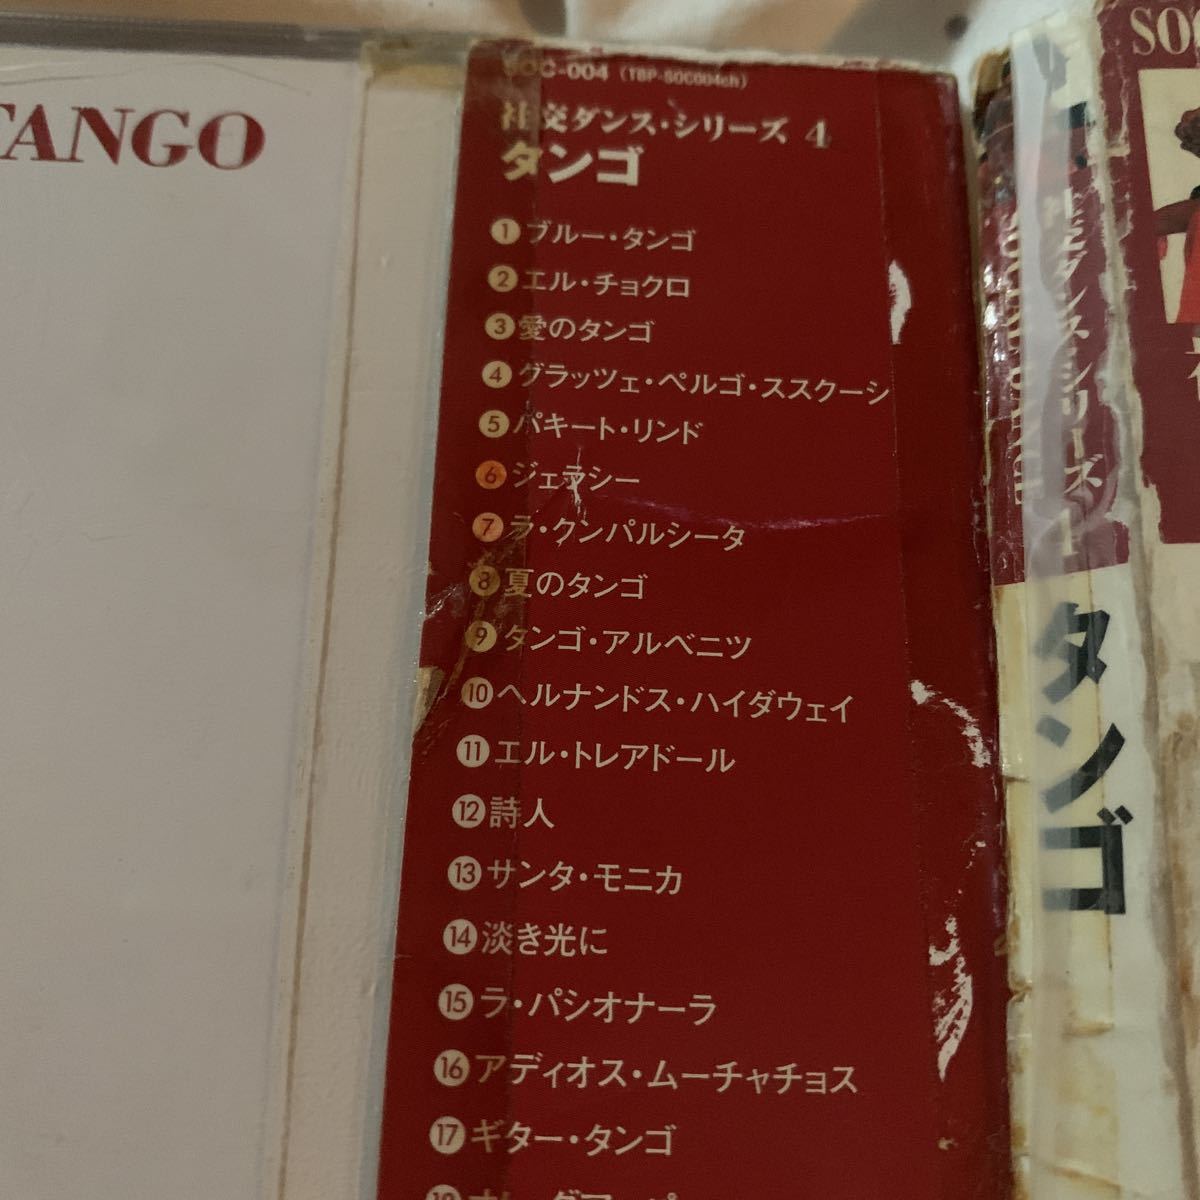 TANGO
SOC-004 (TBP-SOC004ch)
社交ダンス・シリーズ 4
タンゴ
1 ブルー・タンゴ
2 エル・チョクロ
3 愛のタンゴ
4 グラッツェ・ペルゴ・ススクーシ
5 パキート・リンド
6 ジェラシー
7 ラ・クンパルシータ
8 夏のタンゴ
9 タンゴ・アルベニツ
10 ヘルナンドス・ハイダウェイ
11 エル・トレアドール
12 詩人
13 サンタ・モニカ
14 淡き光に
15 ラ・パシオナーラ
16 アディオス・ムーチャチョス
17 ギター・タンゴ
18
社交ダンス・シリーズ 4
SOCIAL DANCE
タンゴ